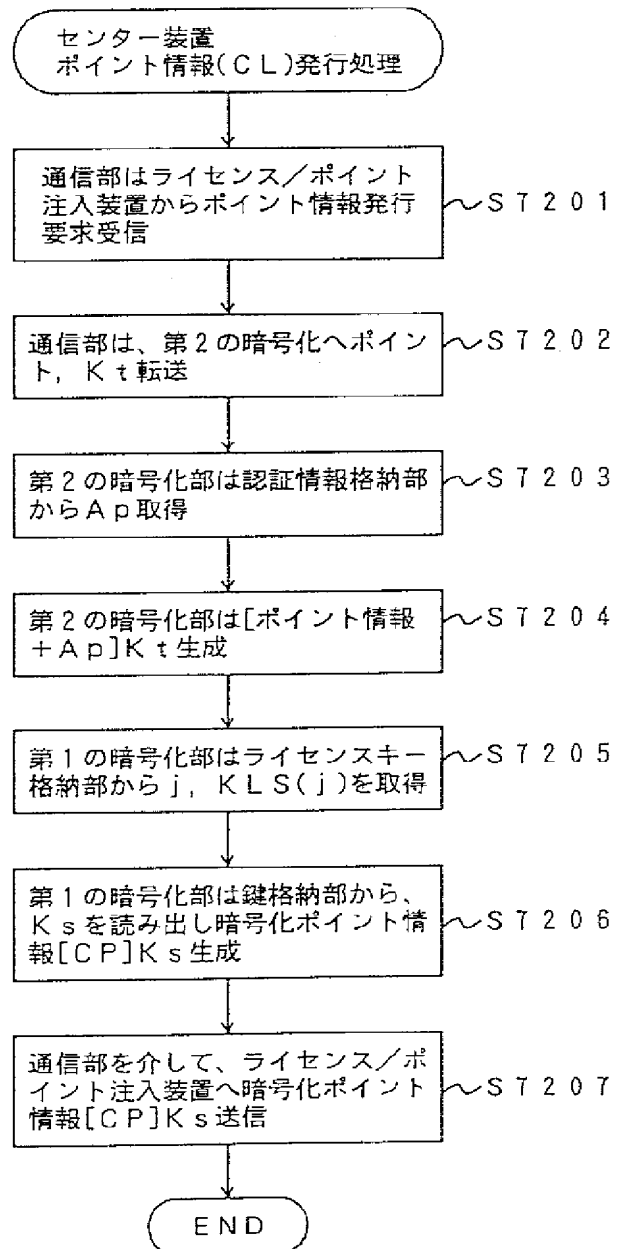 センター装置
ポイント情報(CL)発行処理
通信部はライセンス/ポイント
注入装置からポイント情報発行
要求受信
S7201
通信部は、第2の暗号化へポイン
ト, Kt転送
S7202
第2の暗号化部は認証情報格納部
からAp取得
S7203
第2の暗号化部は[ポイント情報
+Ap]Kt生成
S7204
第1の暗号化部はライセンスキー
格納部からj, KLS(j)を取得
S7205
第1の暗号化部は鍵格納部から、
Ksを読み出し暗号化ポイント情
報[CP]Ks生成
S7206
通信部を介して、ライセンス/ポ
イント注入装置へ暗号化ポイント
情報[CP]Ks送信
S7207
END